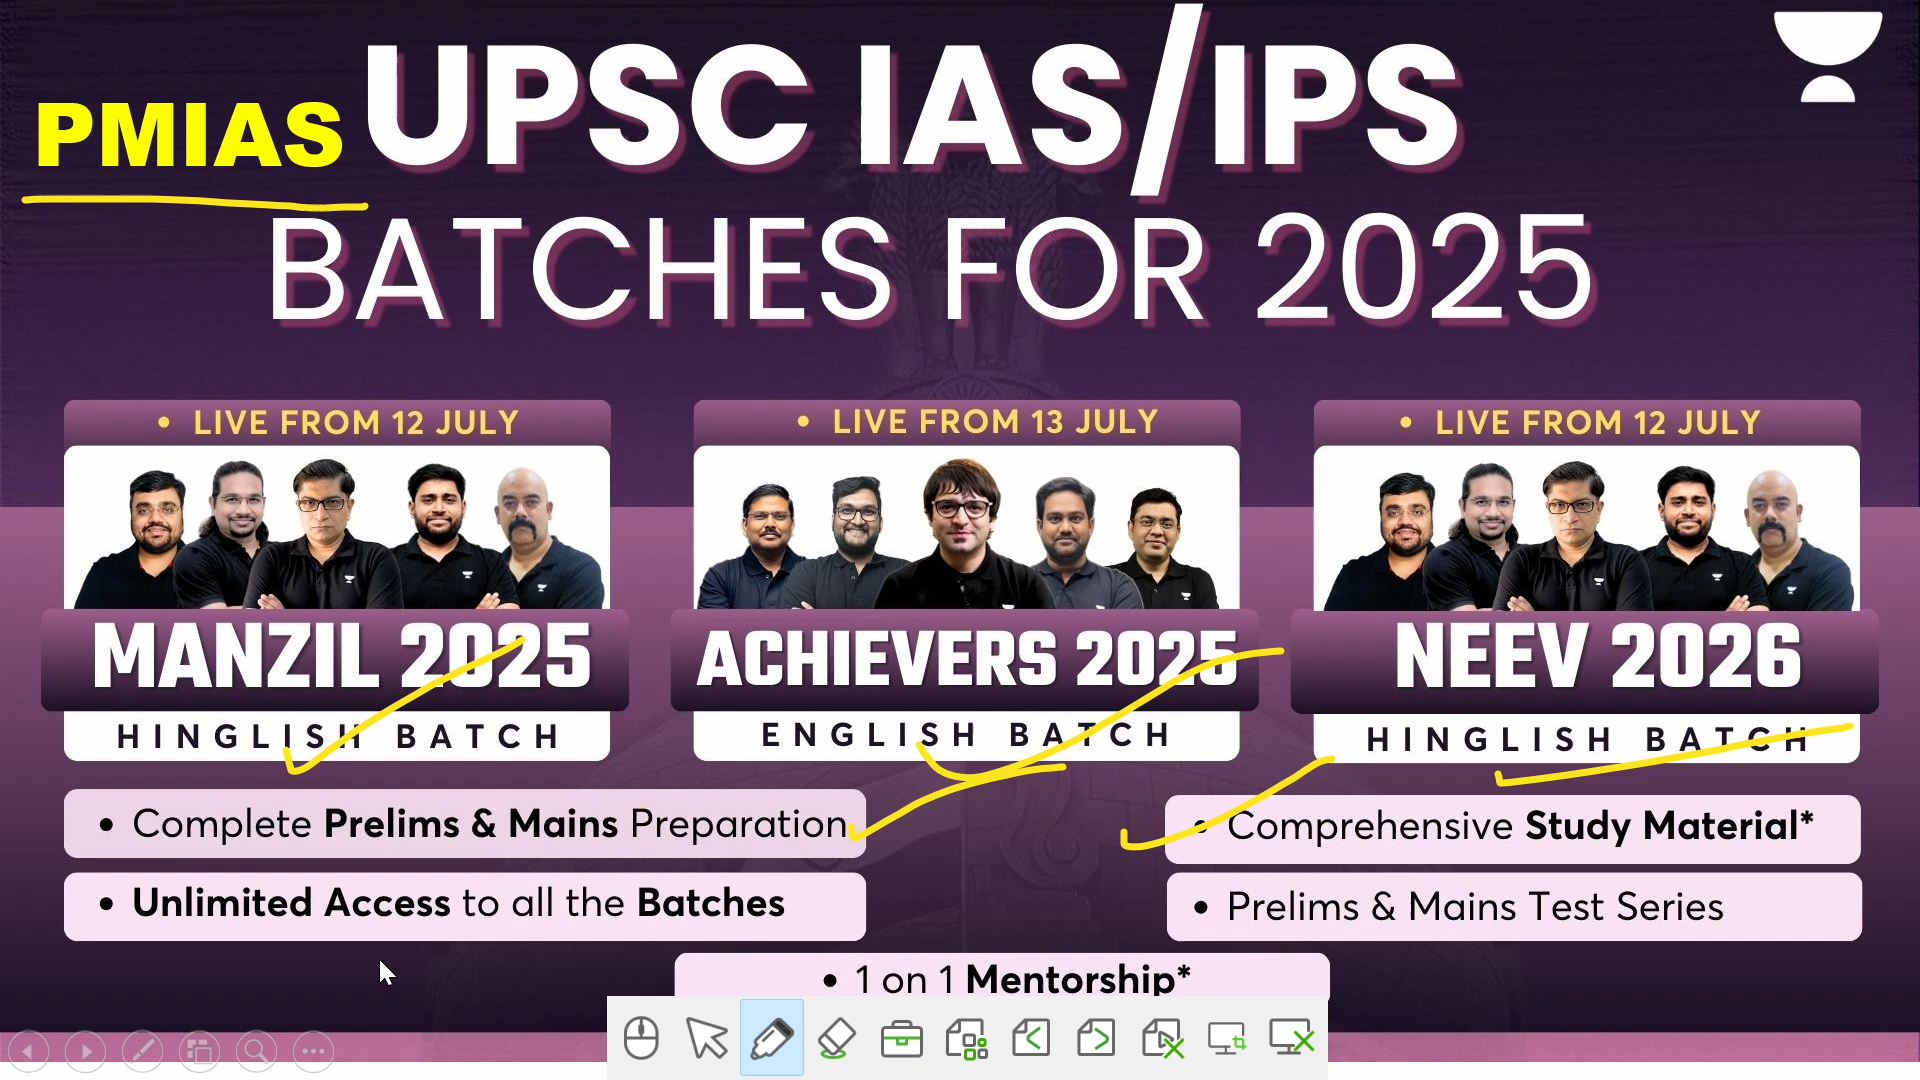 UPSC IAS/IPS
PMIAS
BATCHES FOR 2025
• LIVE FROM 12 JULY
MANZIL 2025
HINGLISH BATCH
• LIVE FROM 13 JULY
ACHIEVERS 2025
ENGLISH BATCH
• LIVE FROM 12 JULY
NEEV 2026
HINGLISH BATCH
• Complete Prelims & Mains Preparation
• Unlimited Access to all the Batches
• Comprehensive Study Material*
• Prelims & Mains Test Series
• 1 on 1 Mentorship*